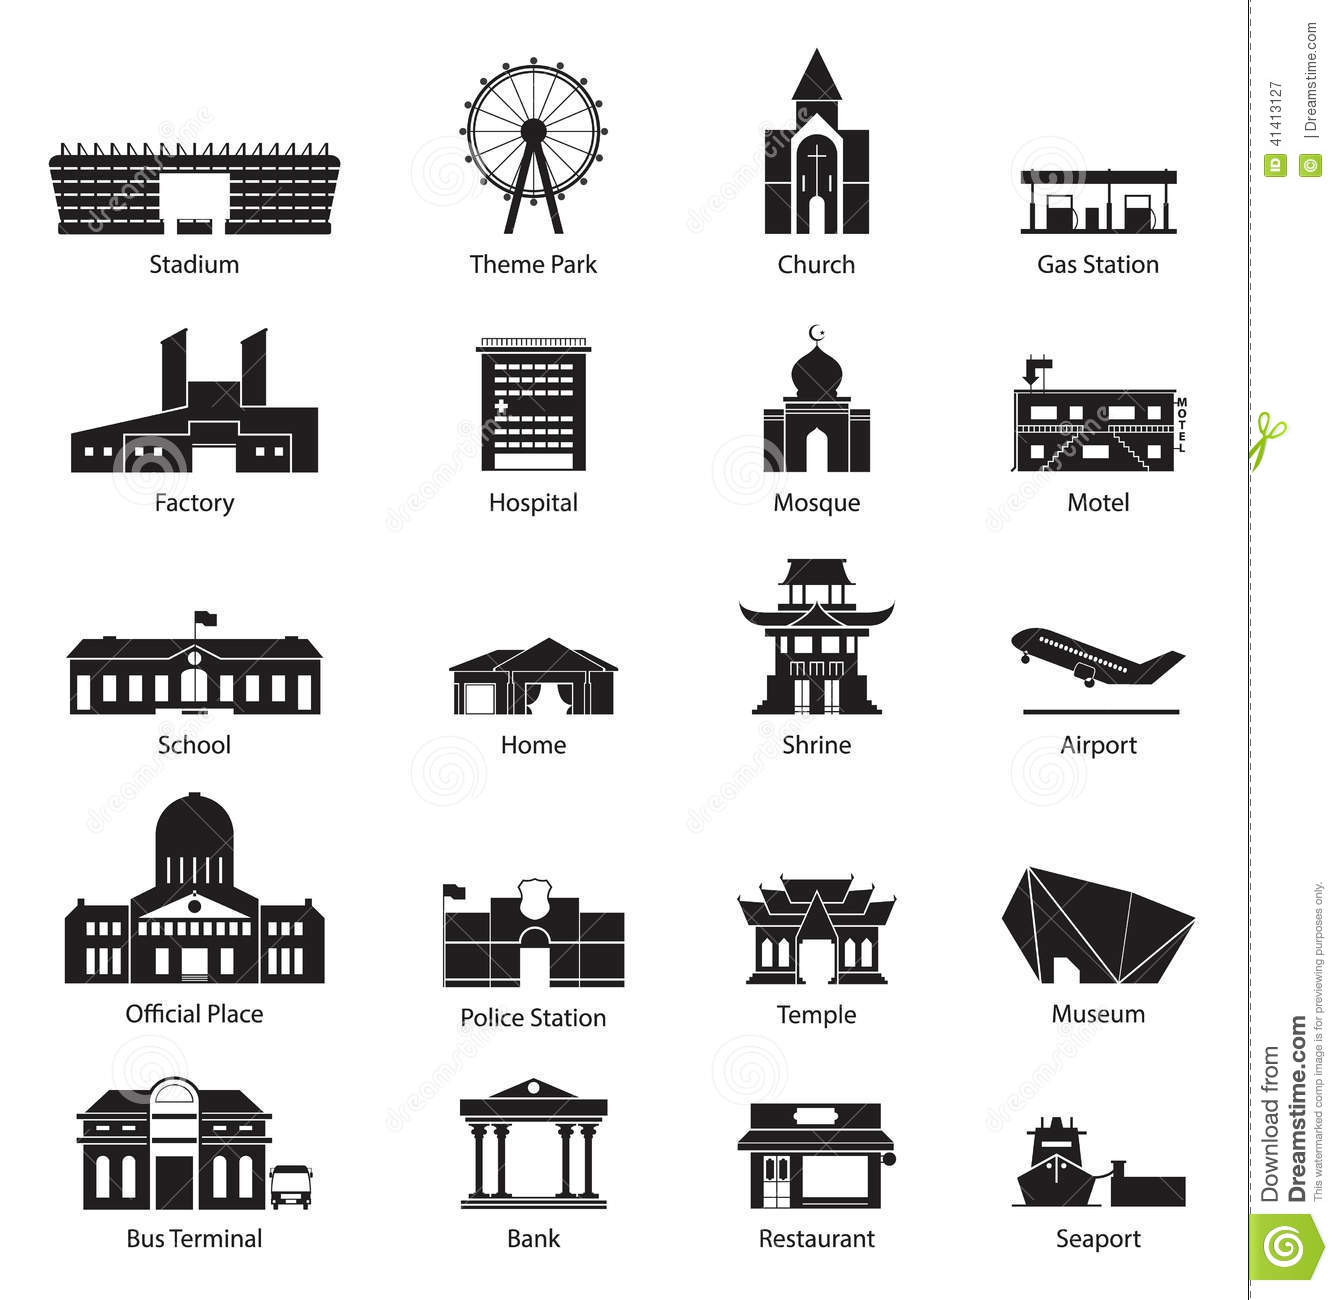 Stadium
Theme Park
Church
Gas Station
Factory
Hospital
Mosque
MOTEL
Motel
School
Home
Shrine
Airport
Official Place
Police Station
Temple
Museum
Bus Terminal
Bank
Restaurant
Seaport
ID 41413127
© | Dreamstime.com
Download from
Dreamstime.com
This watermarked comp image is for previewing purposes only.
dreamstime